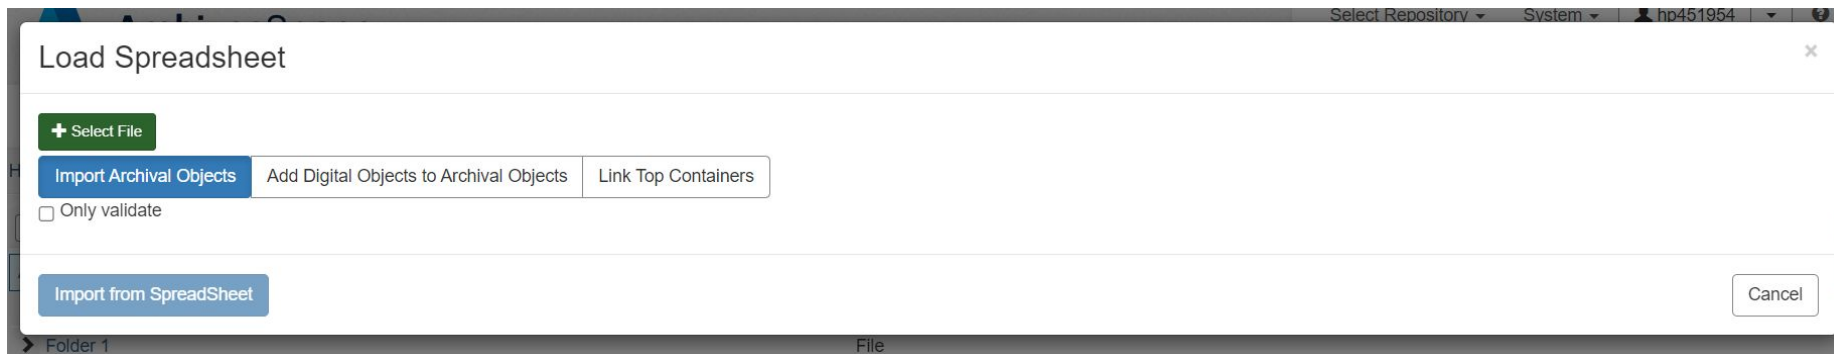 Select Repository System hp451954
Load Spreadsheet
×
Select File
Import Archival Objects Add Digital Objects to Archival Objects Link Top Containers
Only validate
Import from SpreadSheet Cancel
Folder 1 File